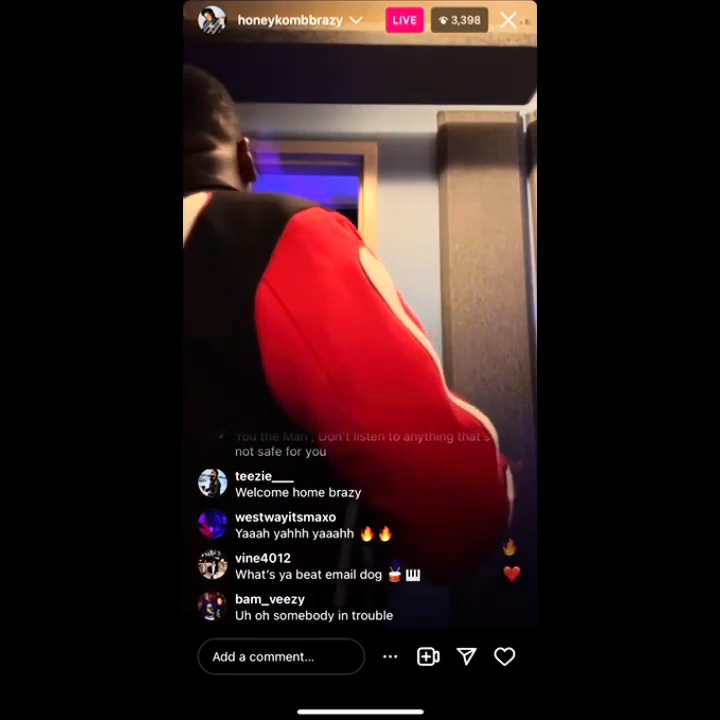 honeykombbrazy
LIVE
3,398
You the Man , Don't listen to anything that's
not safe for you
teezie___
Welcome home brazy
westwayitsmaxo
Yaaah yahhh yaaahh 🔥🔥
vine4012
What's ya beat email dog 🥁🎹
bam_veezy
Uh oh somebody in trouble
Add a comment...